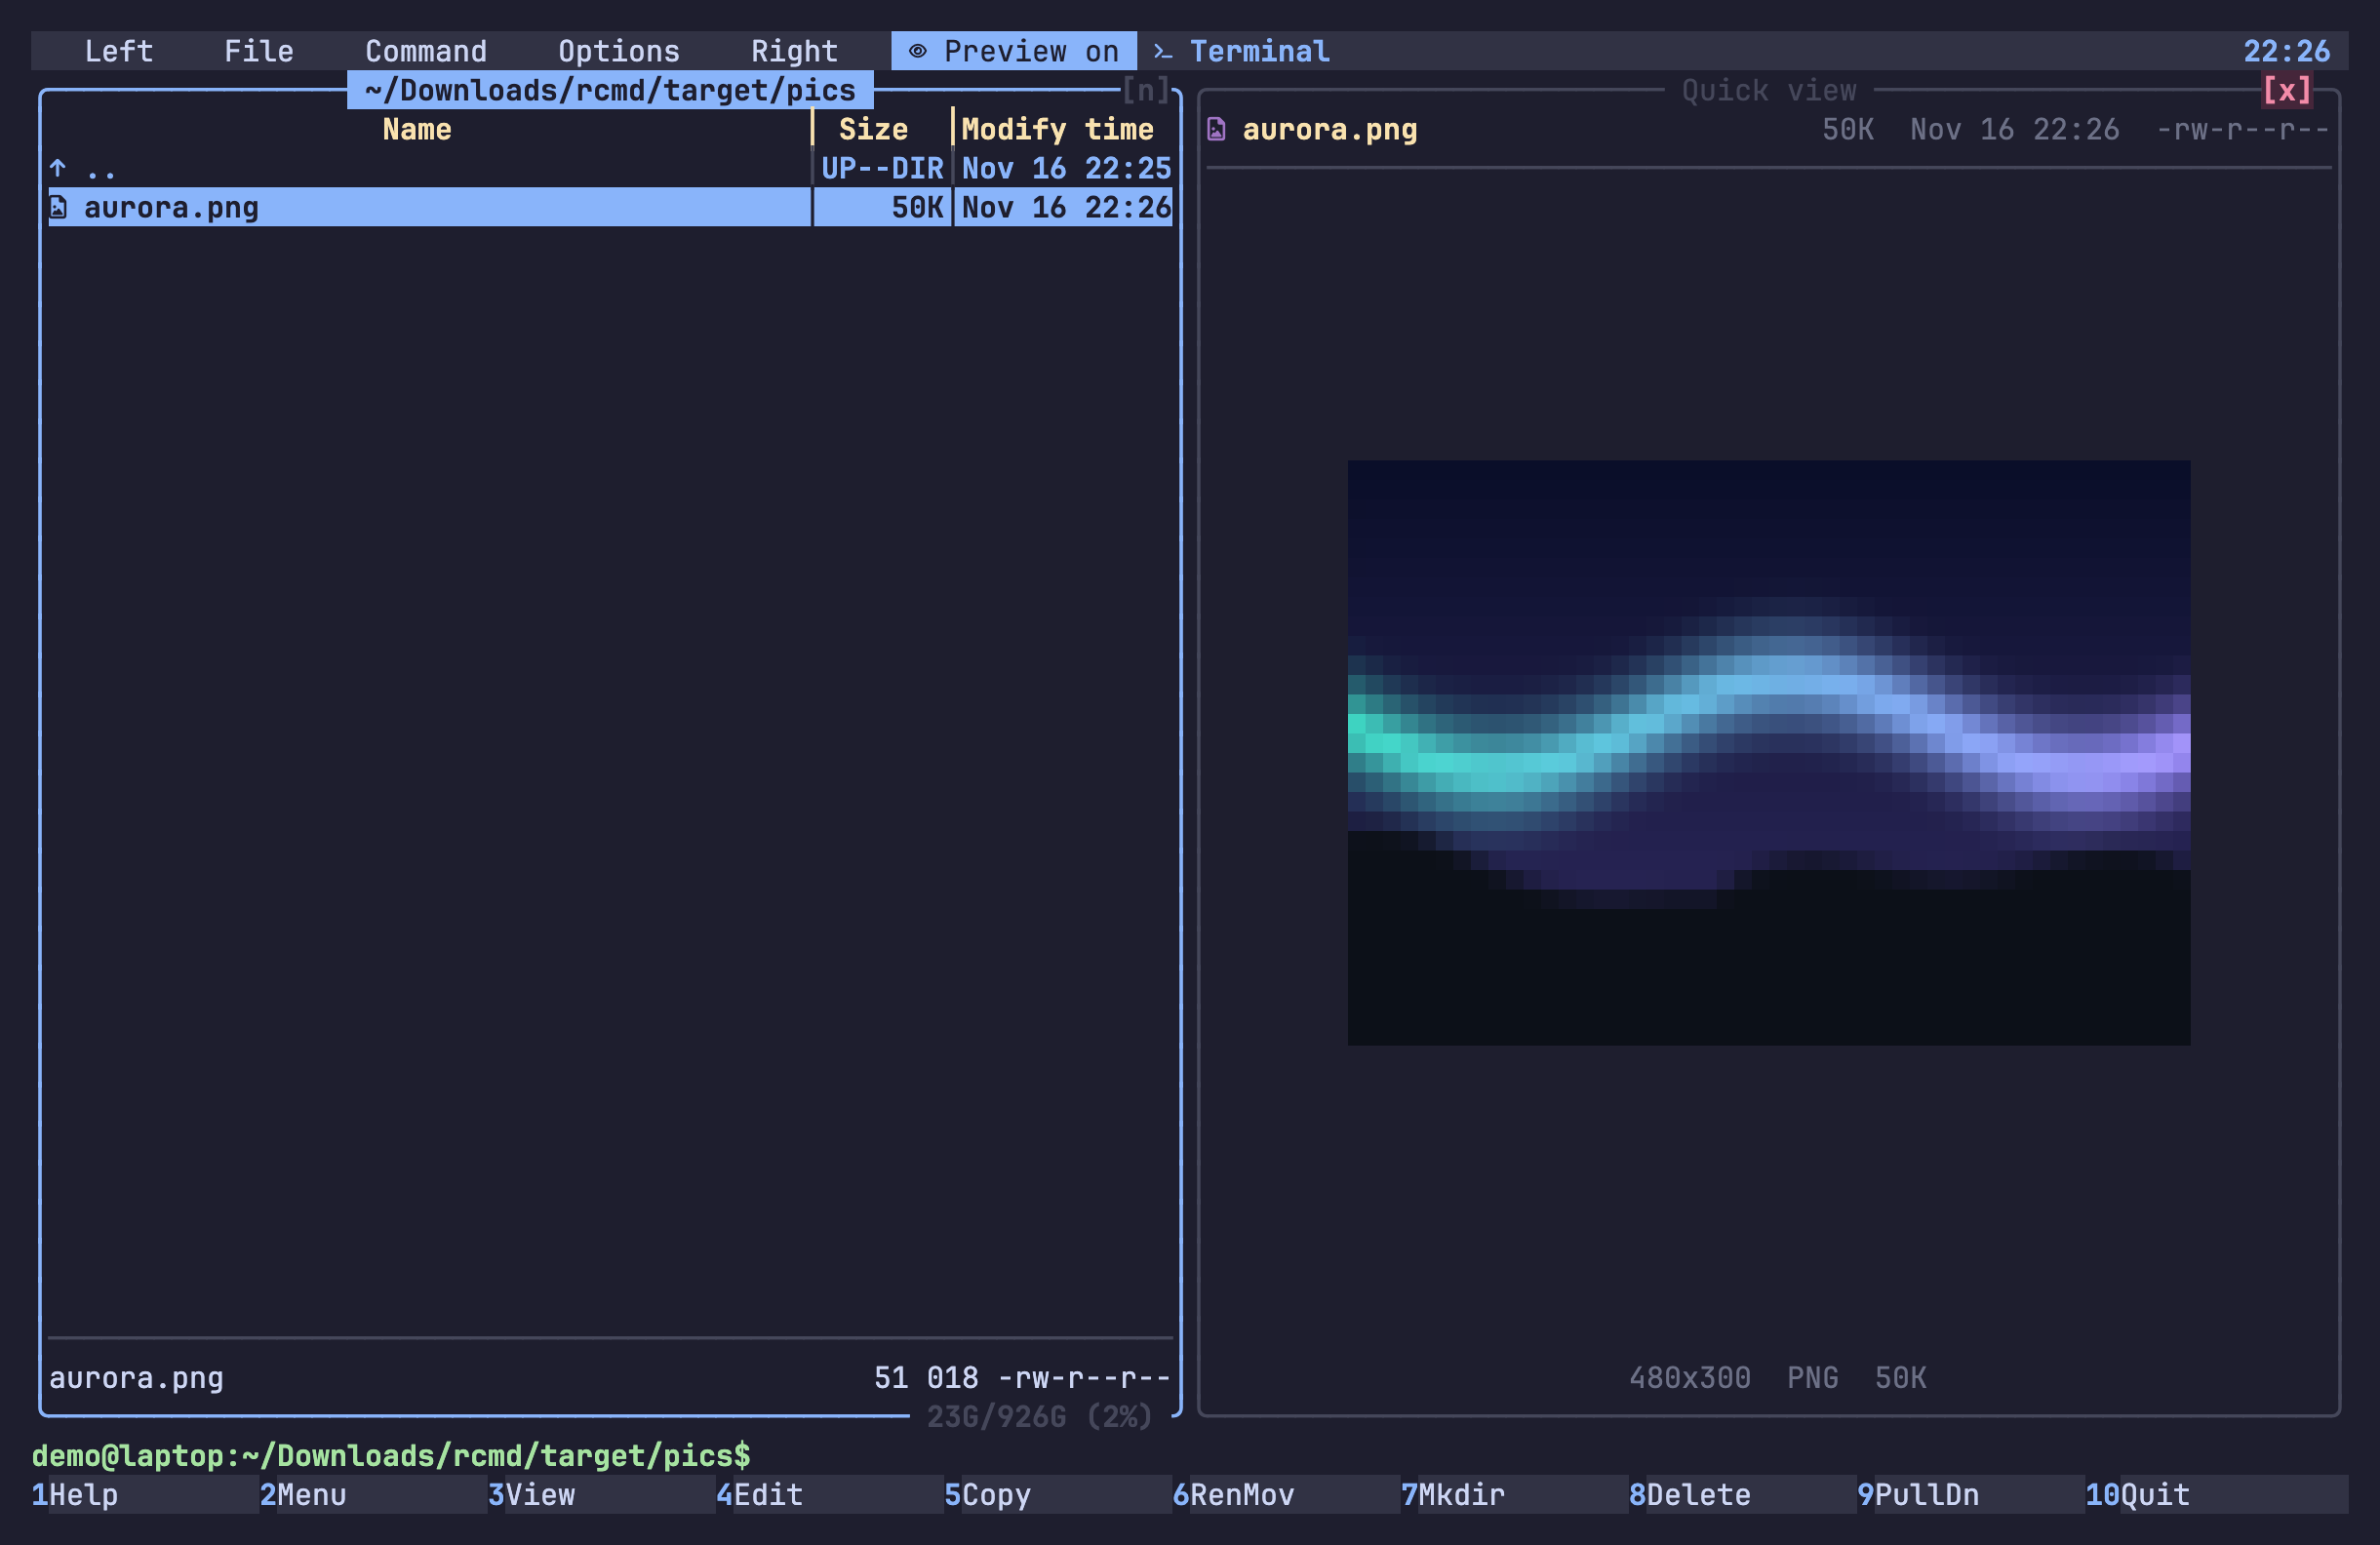 Left File Command Options Right Preview on Terminal 22:26
~/Downloads/rcmd/target/pics [n]
Name Size Modify time
.. UP--DIR Nov 16 22:25
aurora.png 50K Nov 16 22:26
aurora.png 51 018 -rw-r--r--
23G/926G (2%)
Quick view [x]
aurora.png 50K Nov 16 22:26 -rw-r--r--
480x300 PNG 50K
demo@laptop:~/Downloads/rcmd/target/pics$
1Help 2Menu 3View 4Edit 5Copy 6RenMov 7Mkdir 8Delete 9PullDn 10Quit